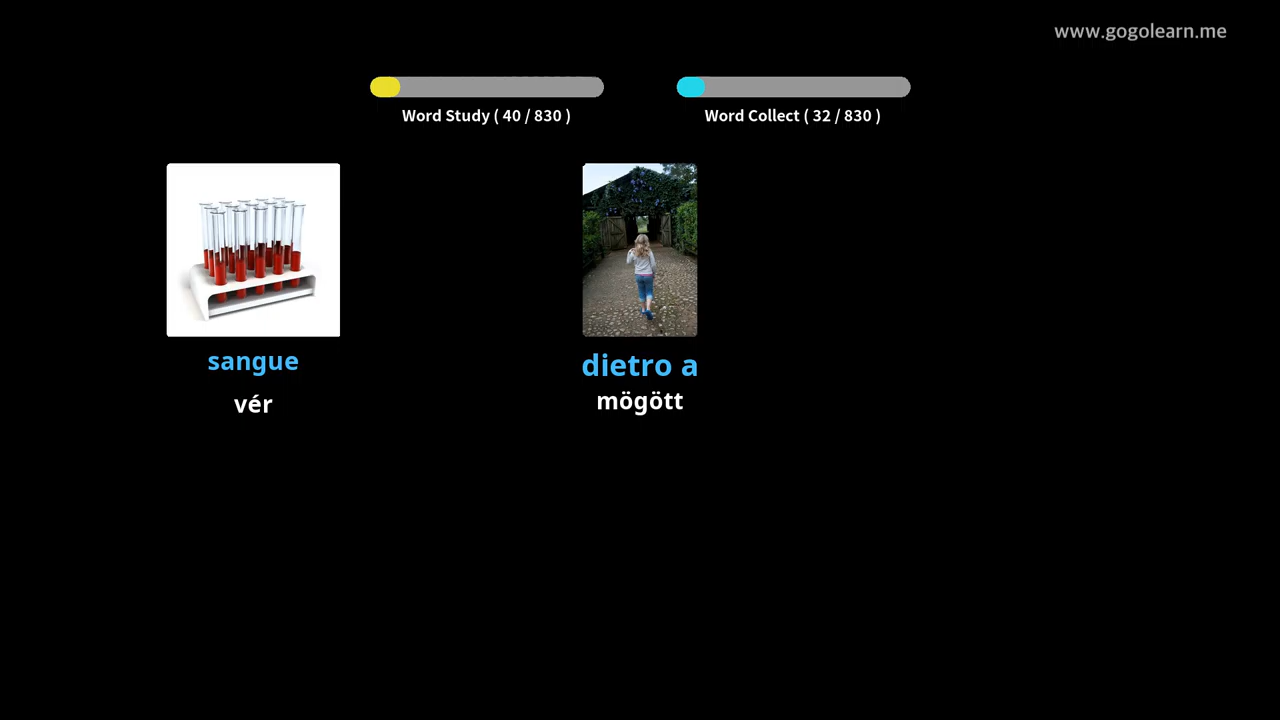 www.gogolearn.me
Word Study ( 40 / 830 )
Word Collect ( 32 / 830 )
sangue
vér
dietro a
mögött